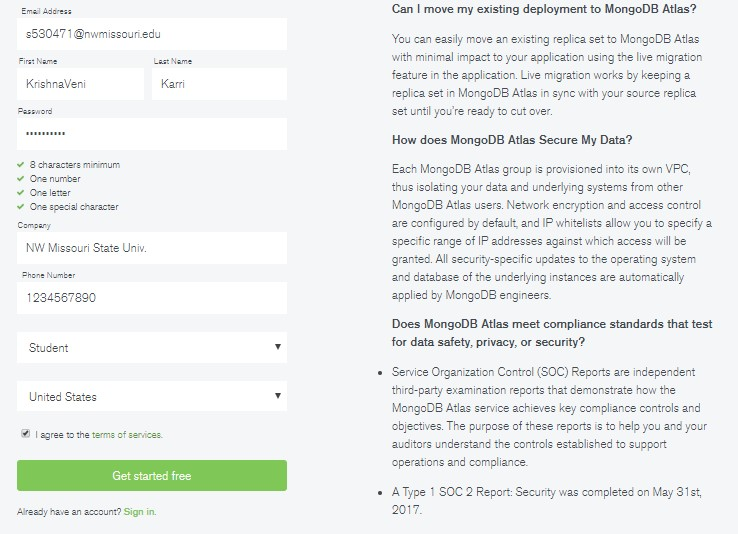 Email Address
s530471@nwmissouri.edu
First Name
Last Name
KrishnaVeni
Karri
Password
••••••••••
8 characters minimum
One number
One letter
One special character
Company
NW Missouri State Univ.
Phone Number
1234567890
Student
United States
I agree to the terms of services.
Get started free
Already have an account? Sign in.
Can I move my existing deployment to MongoDB Atlas?
You can easily move an existing replica set to MongoDB Atlas
with minimal impact to your application using the live migration
feature in the application. Live migration works by keeping a
replica set in MongoDB Atlas in sync with your source replica
set until you're ready to cut over.
How does MongoDB Atlas Secure My Data?
Each MongoDB Atlas group is provisioned into its own VPC,
thus isolating your data and underlying systems from other
MongoDB Atlas users. Network encryption and access control
are configured by default, and IP whitelists allow you to specify a
specific range of IP addresses against which access will be
granted. All security-specific updates to the operating system
and database of the underlying instances are automatically
applied by MongoDB engineers.
Does MongoDB Atlas meet compliance standards that test
for data safety, privacy, or security?
• Service Organization Control (SOC) Reports are independent
third-party examination reports that demonstrate how the
MongoDB Atlas service achieves key compliance controls and
objectives. The purpose of these reports is to help you and your
auditors understand the controls established to support
operations and compliance.
• A Type 1 SOC 2 Report: Security was completed on May 31st,
2017.